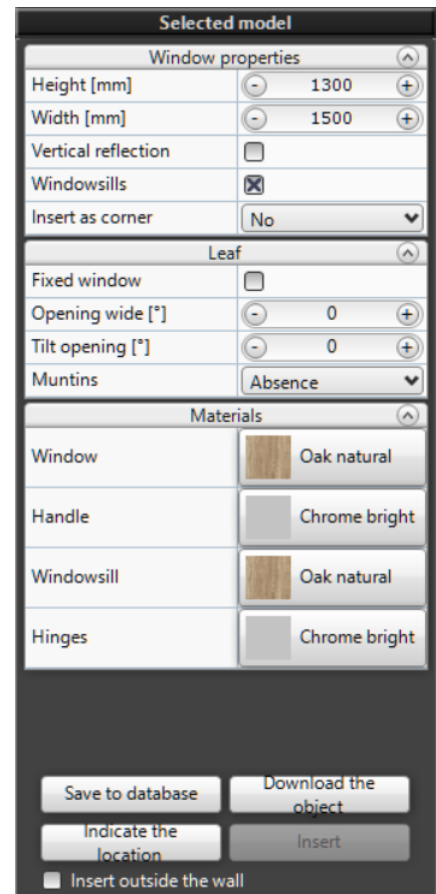 Selected model
Window properties
Height [mm] - 1300 +
Width [mm] - 1500 +
Vertical reflection
Windowsills
Insert as corner No
Leaf
Fixed window
Opening wide [°] - 0 +
Tilt opening [°] - 0 +
Muntins Absence
Materials
Window Oak natural
Handle Chrome bright
Windowsill Oak natural
Hinges Chrome bright
Save to database
Download the
object
Indicate the
location
Insert
Insert outside the wall